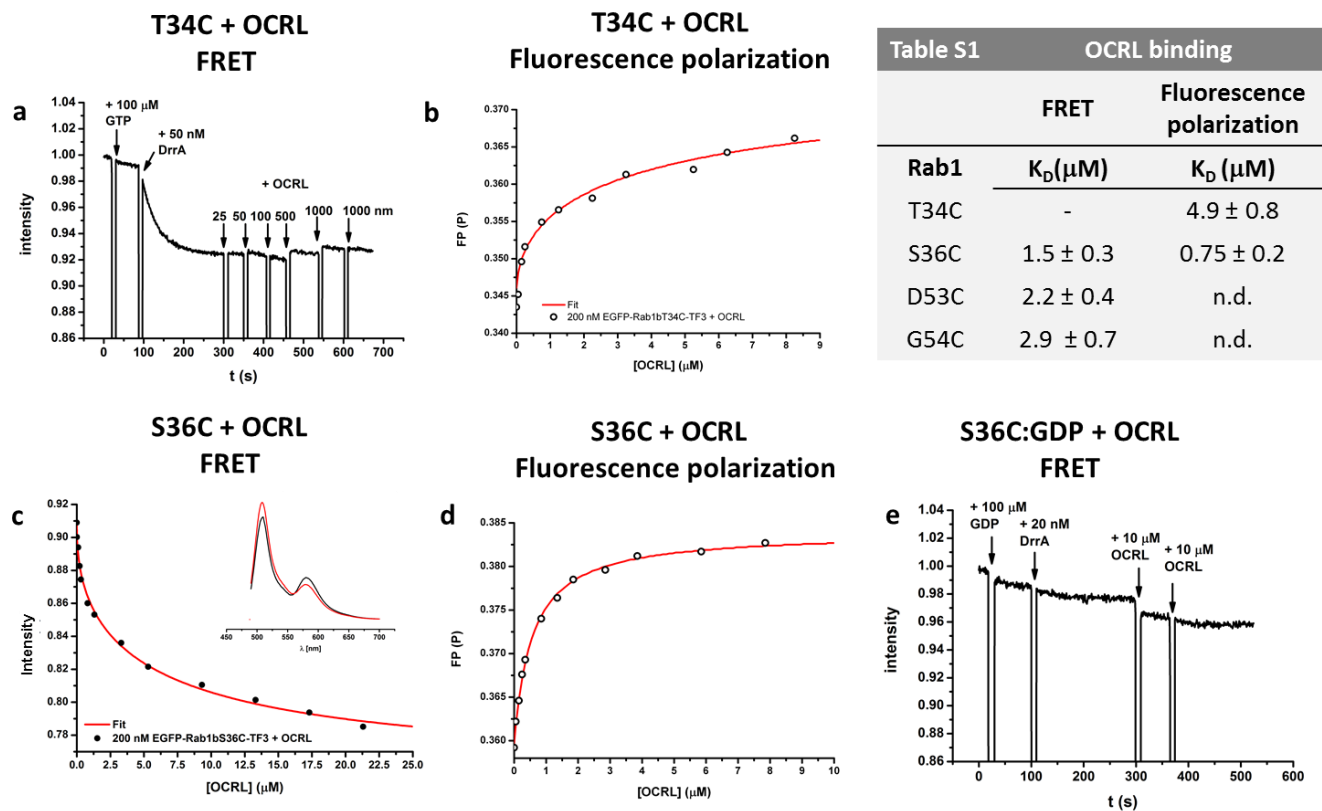 T34C + OCRL
FRET
a
1.04
1.02
1.00
0.98
0.96
0.94
0.92
0.90
0.88
0.86
intensity
+ 100 μM
GTP
+ 50 nM
DrrA
+ OCRL
25 50 100 500 1000 1000 nm
0 100 200 300 400 500 600 700
t (s)
T34C + OCRL
Fluorescence polarization
b
0.370
0.365
0.360
0.355
0.350
0.345
0.340
FP (P)
Fit
200 nM EGFP-Rab1bT34C-TF3 + OCRL
0 1 2 3 4 5 6 7 8 9
[OCRL] (μM)
Table S1 OCRL binding
FRET Fluorescence
polarization
Rab1 KD(μM) KD (μM)
T34C - 4.9 ± 0.8
S36C 1.5 ± 0.3 0.75 ± 0.2
D53C 2.2 ± 0.4 n.d.
G54C 2.9 ± 0.7 n.d.
S36C + OCRL
FRET
c
0.92
0.90
0.88
0.86
0.84
0.82
0.80
0.78
Intensity
450 500 550 600 650 700
λ [nm]
Fit
200 nM EGFP-Rab1bS36C-TF3 + OCRL
0.0 2.5 5.0 7.5 10.0 12.5 15.0 17.5 20.0 22.5 25.0
[OCRL] (μM)
S36C + OCRL
Fluorescence polarization
d
0.385
0.380
0.375
0.370
0.365
0.360
FP (P)
0 1 2 3 4 5 6 7 8 9 10
[OCRL] (μM)
S36C:GDP + OCRL
FRET
e
1.04
1.02
1.00
0.98
0.96
0.94
0.92
0.90
0.88
0.86
intensity
+ 100 μM
GDP
+ 20 nM
DrrA
+ 10 μM
OCRL
+ 10 μM
OCRL
0 100 200 300 400 500 600
t (s)